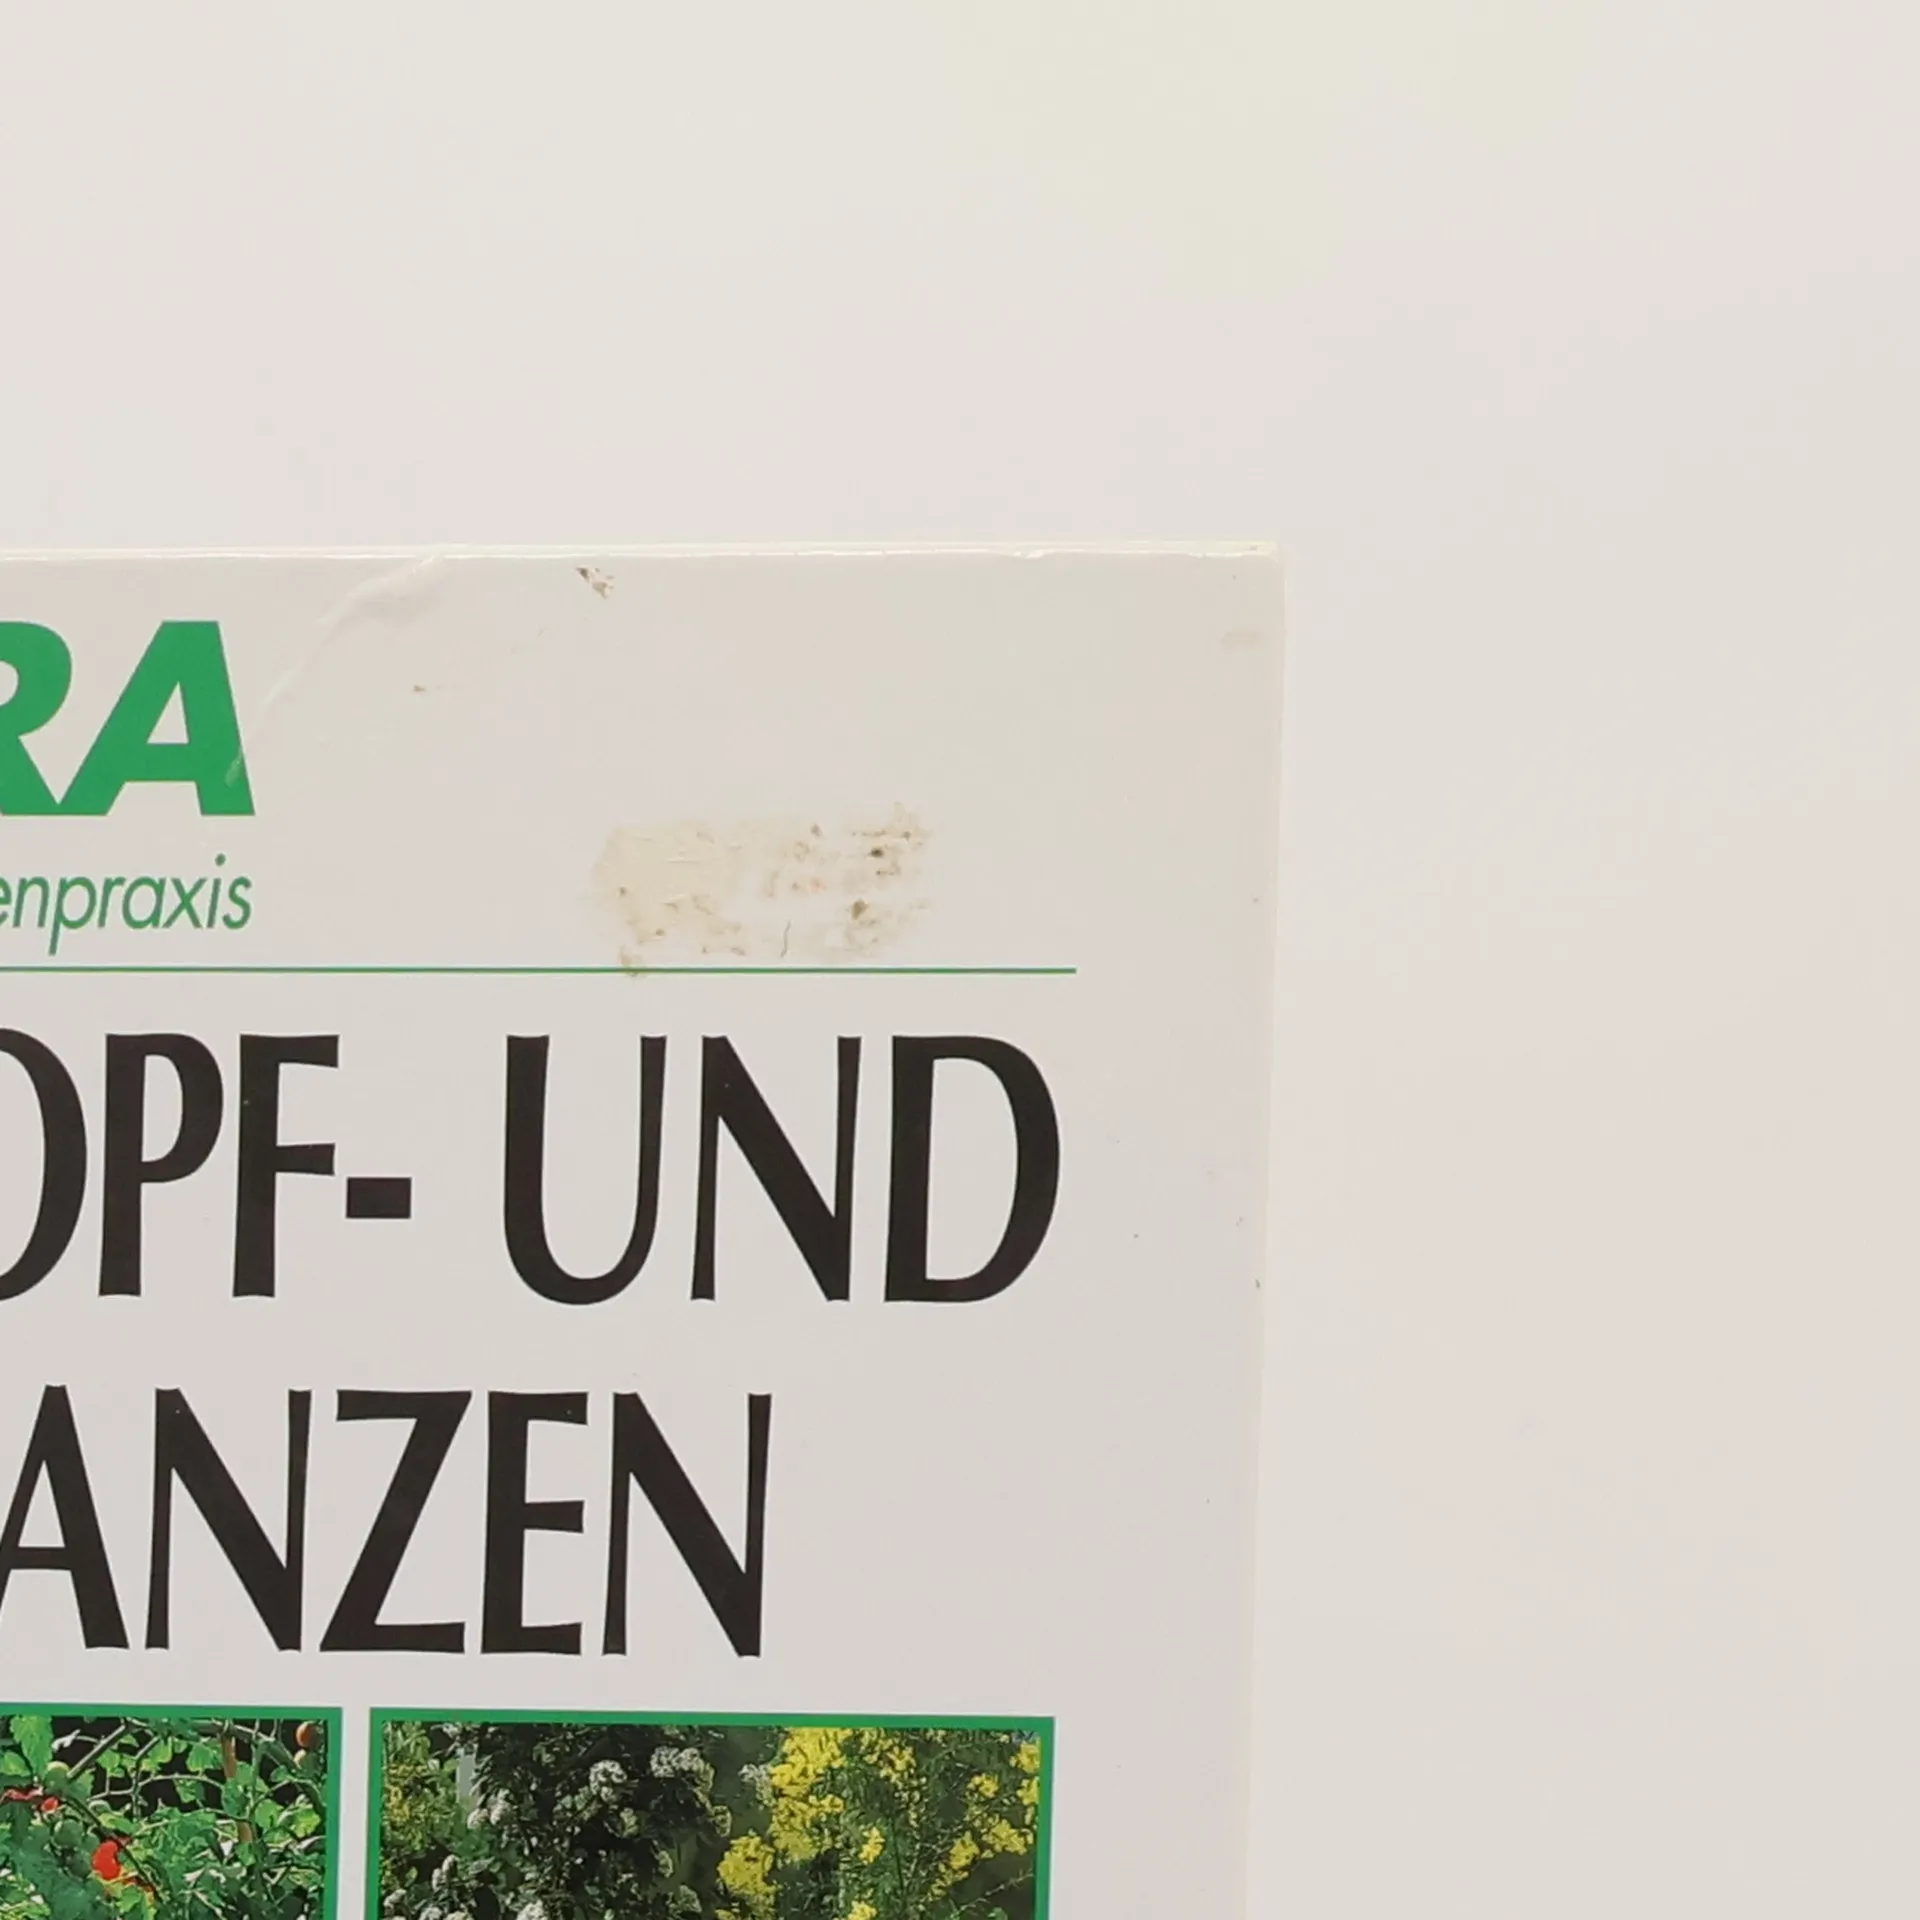 RA
enpraxis
OPF- UND
ANZEN